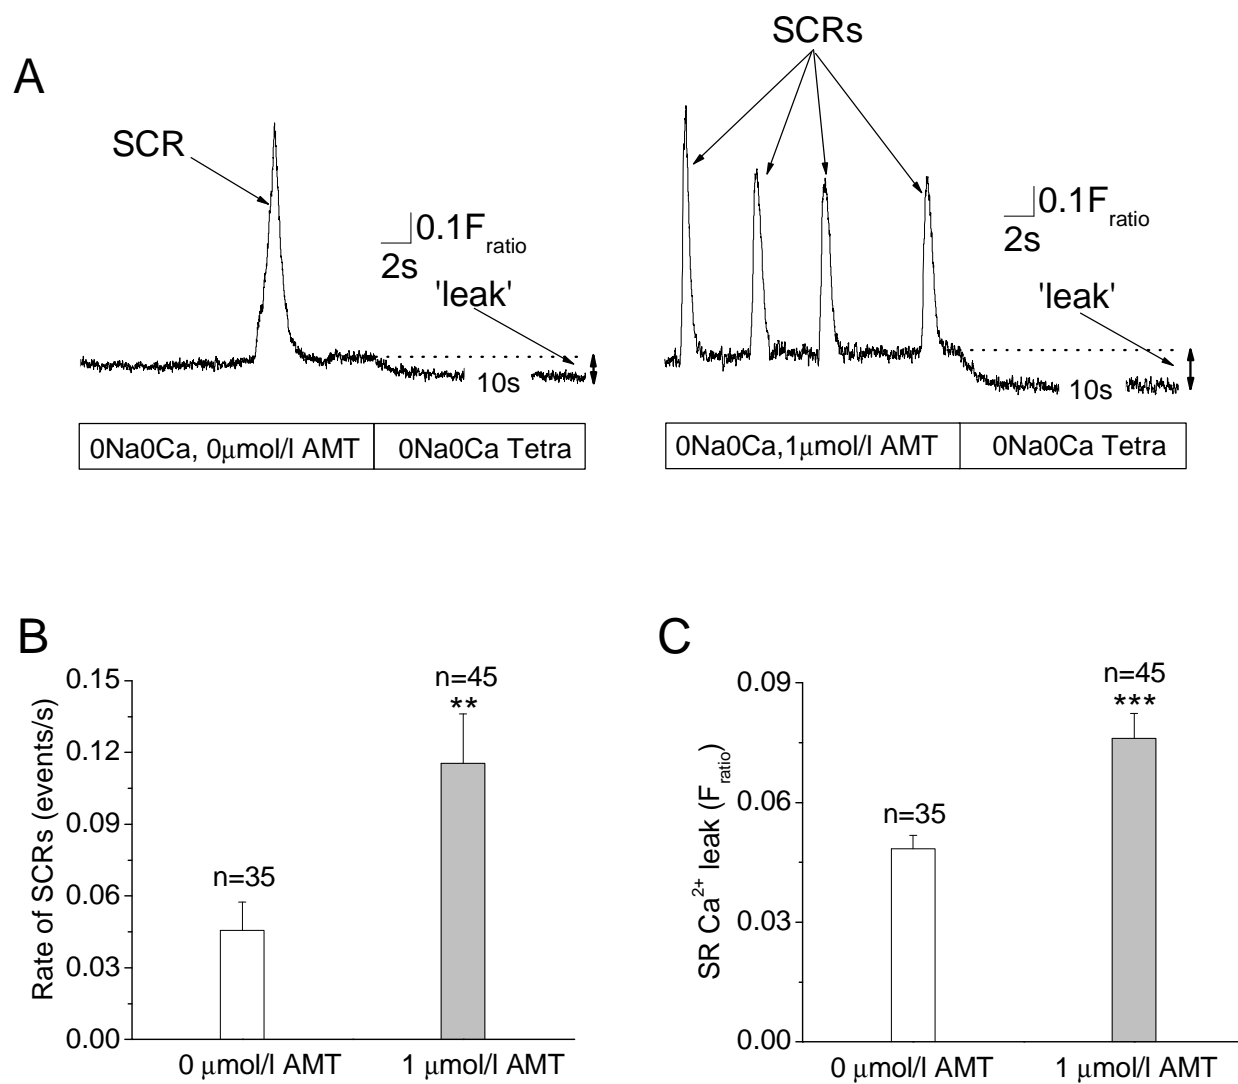 A
SCR
0.1F_ratio
2s
'leak'
10s
0Na0Ca, 0μmol/l AMT
0Na0Ca Tetra
SCRs
0.1F_ratio
2s
'leak'
10s
0Na0Ca,1μmol/l AMT
0Na0Ca Tetra
B
Rate of SCRs (events/s)
0.15
0.12
0.09
0.06
0.03
0.00
n=35
n=45
**
0 μmol/l AMT
1 μmol/l AMT
C
SR Ca²⁺ leak (F_ratio)
0.09
0.06
0.03
0.00
n=35
n=45
***
0 μmol/l AMT
1 μmol/l AMT